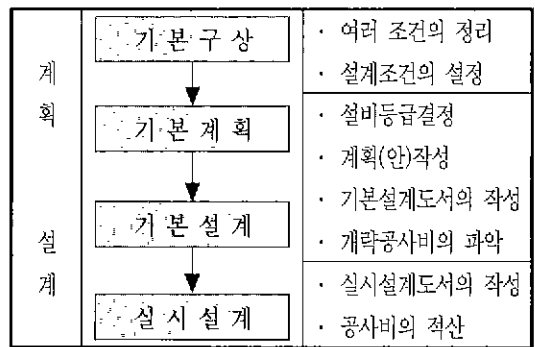 계
획
설
계
기본구상
기본계획
기본설계
실시설계
· 여러 조건의 정리
· 설계조건의 설정
· 설비등급결정
· 계획(안)작성
· 기본설계도서의 작성
· 개략공사비의 파악
· 실시설계도서의 작성
· 공사비의 적산